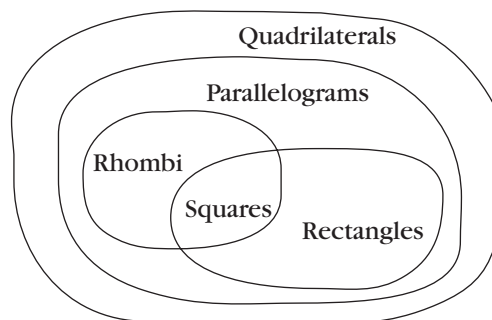 Quadrilaterals
Parallelograms
Rhombi
Squares
Rectangles